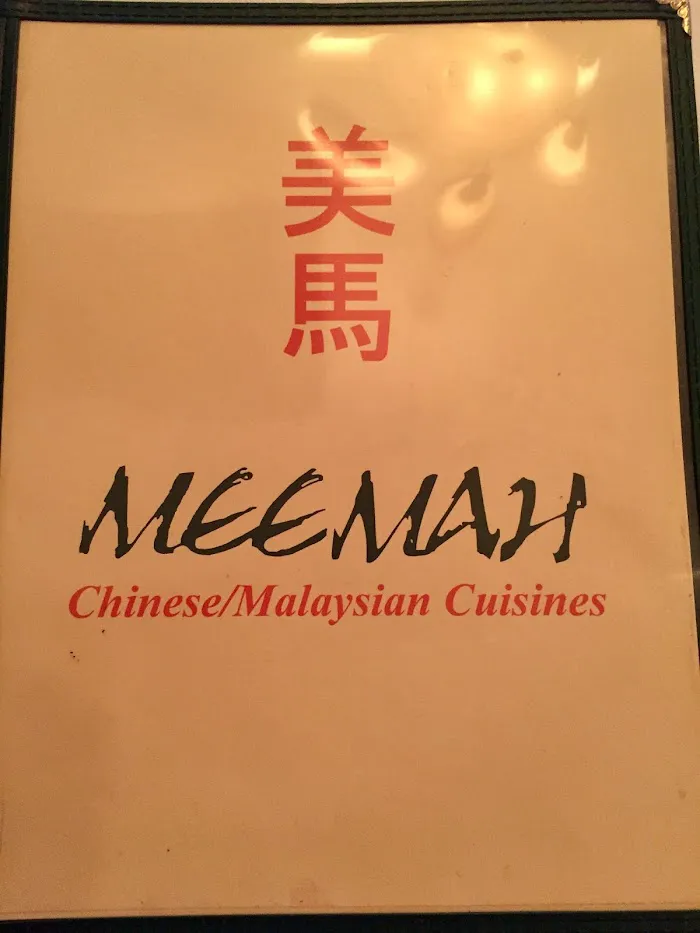 美
馬
MEEMAH
Chinese/Malaysian Cuisines